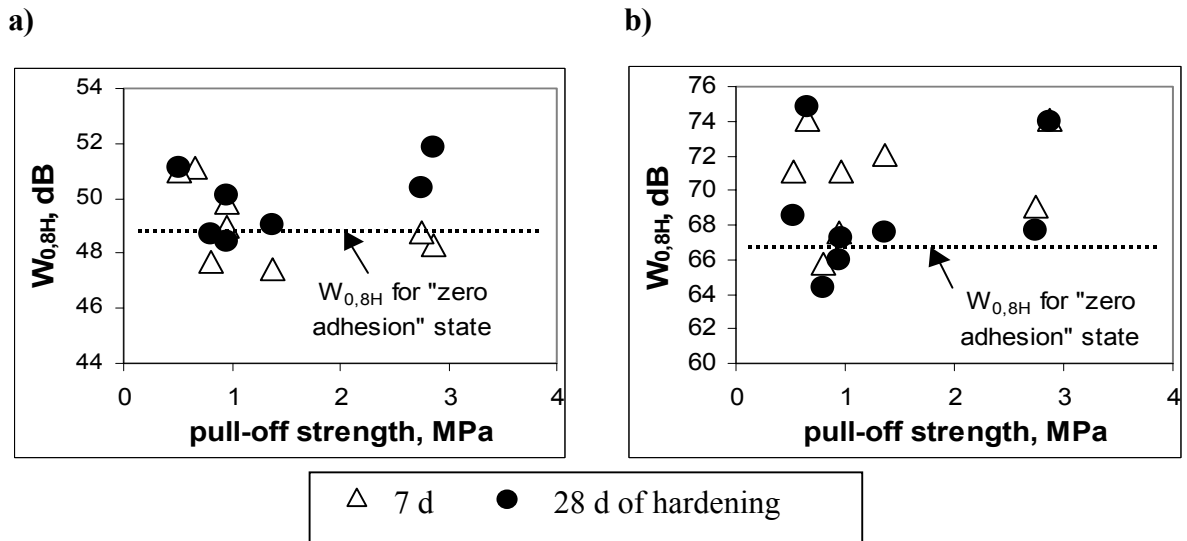 a)
54
52
50
48
46
44
W0,8H, dB
W0,8H for "zero
adhesion" state
0 1 2 3 4
pull-off strength, MPa
b)
76
74
72
70
68
66
64
62
60
W0,8H, dB
W0,8H for "zero
adhesion" state
0 1 2 3 4
pull-off strength, MPa
7 d 28 d of hardening